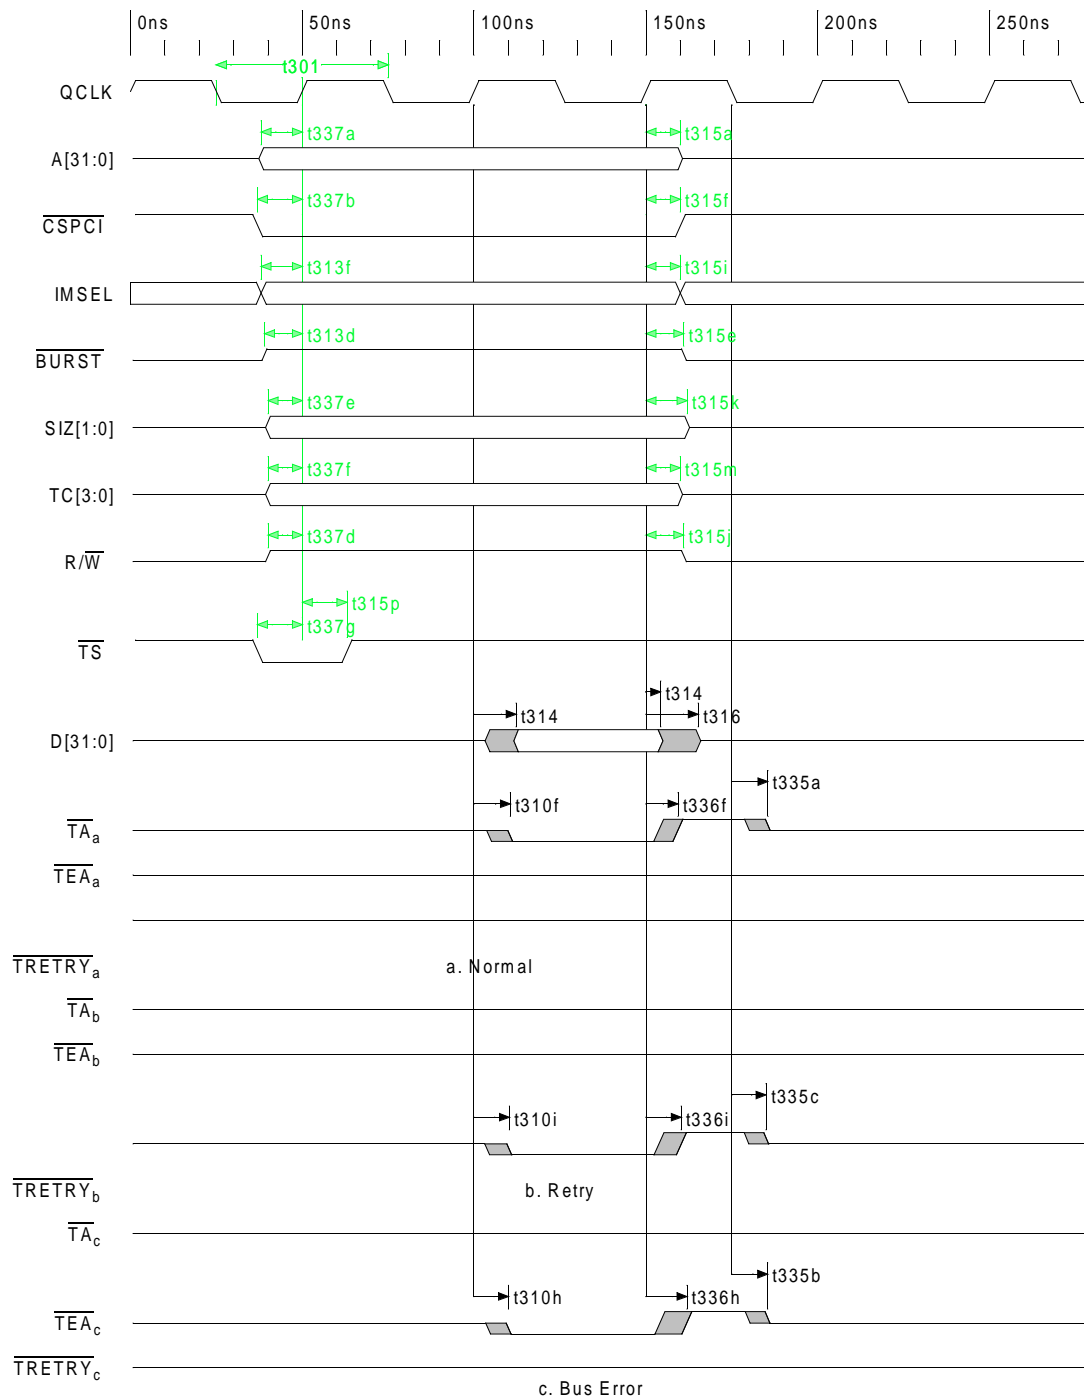 0ns 50ns 100ns 150ns 200ns 250ns
t301
QCLK
t337a t315a
A[31:0]
t337b t315f
CSPCI
t313f t315i
IMSEL
t313d t315e
BURST
t337e t315k
SIZ[1:0]
t337f t315m
TC[3:0]
t337d t315j
R/W
t315p
t337g
TS
t314
t314 t316
D[31:0]
t335a
t310f t336f
TAa
TEAa
TRETRYa a. Normal
TAb
TEAb
t335c
t310i t336i
TRETRYb b. Retry
TAc
t335b
t310h t336h
TEAc
TRETRYc
c. Bus Error